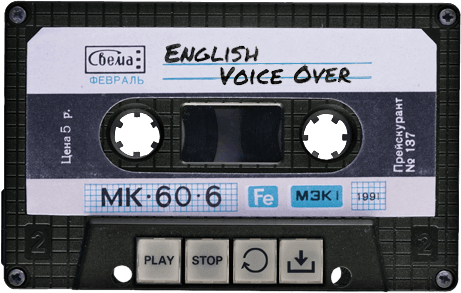 Свема
ФЕВРАЛЬ
ENGLISH
VOICE OVER
Цена 5 р.
Прейскурант
№ 137
МК·60·6
Fe
МЭК I
1991
2
2
PLAY
STOP